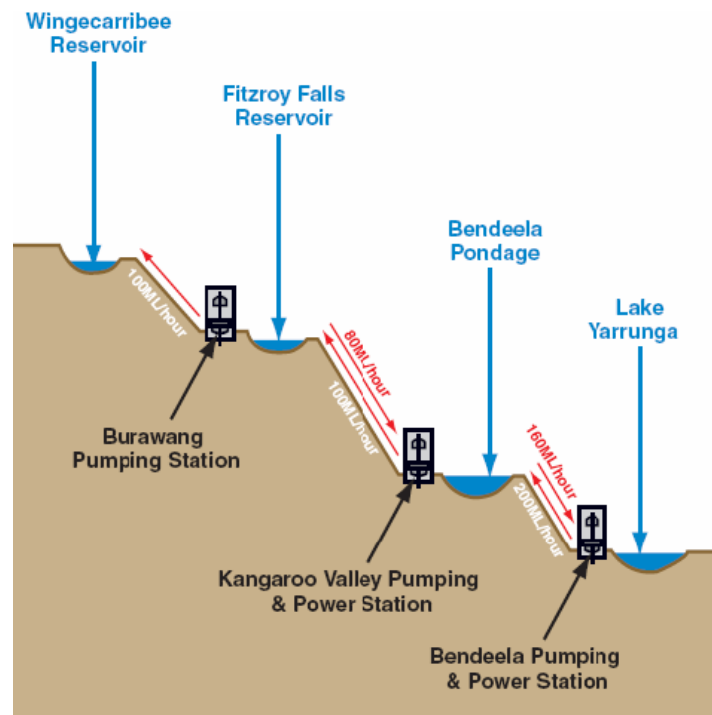 Wingecarribee
Reservoir
Fitzroy Falls
Reservoir
Bendeela
Pondage
Lake
Yarrunga
100ML/hour
80ML/hour
100ML/hour
160ML/hour
200ML/hour
Burawang
Pumping Station
Kangaroo Valley Pumping
& Power Station
Bendeela Pumping
& Power Station